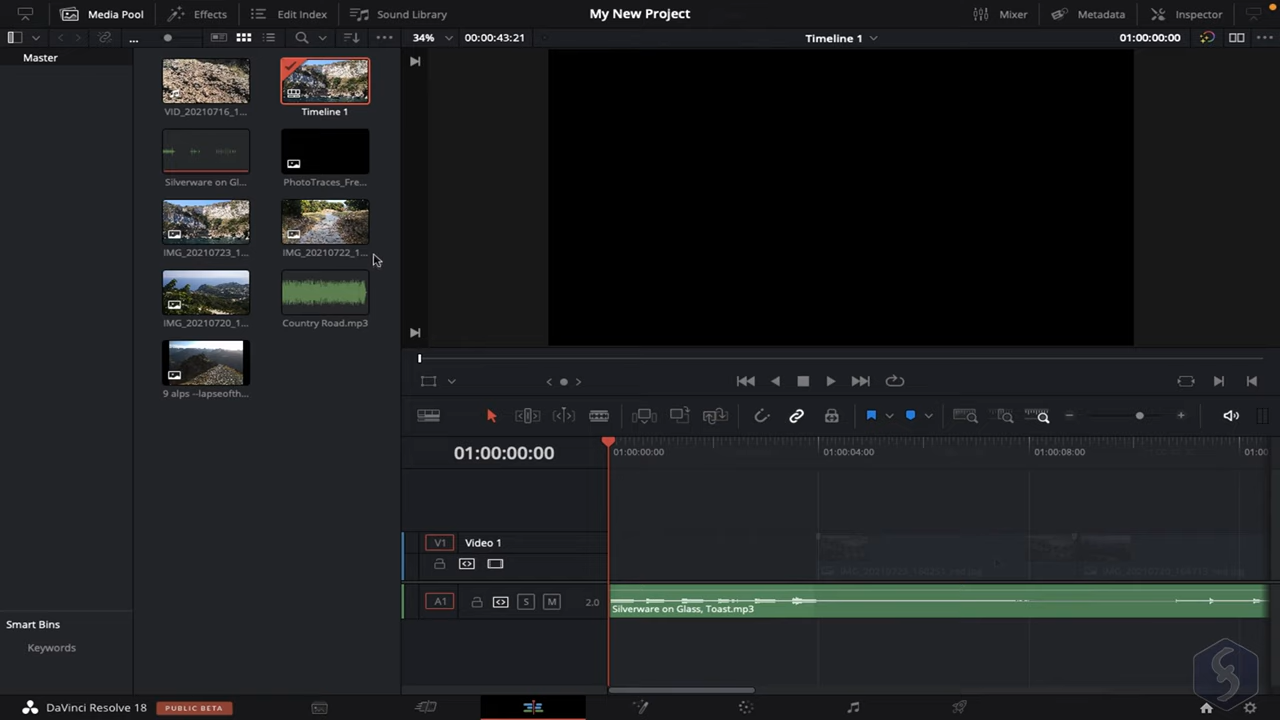 Media Pool
Effects
Edit Index
Sound Library
My New Project
Mixer
Metadata
Inspector
...
34%
00:00:43:21
...
Timeline 1
01:00:00:00
...
Master
VID_20210716_1...
Timeline 1
Silverware on Gl...
PhotoTraces_Fre...
IMG_20210723_1...
IMG_20210722_1...
IMG_20210720_1...
Country Road.mp3
9 alps --lapseofth...
01:00:00:00
01:00:00:00
01:00:04:00
01:00:08:00
01:00
V1
Video 1
A1
S
M
2.0
Silverware on Glass, Toast.mp3
Smart Bins
Keywords
DaVinci Resolve 18
PUBLIC BETA